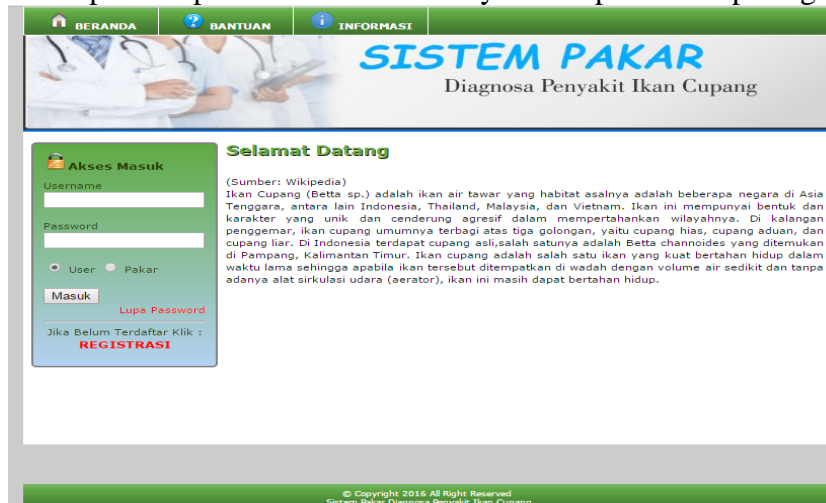 BERANDA BANTUAN INFORMASI
SISTEM PAKAR
Diagnosa Penyakit Ikan Cupang
Akses Masuk
Username
Password
User Pakar
Masuk
Lupa Password
Jika Belum Terdaftar Klik :
REGISTRASI
Selamat Datang
(Sumber: Wikipedia)
Ikan Cupang (Betta sp.) adalah ikan air tawar yang habitat asalnya adalah beberapa negara di Asia
Tenggara, antara lain Indonesia, Thailand, Malaysia, dan Vietnam. Ikan ini mempunyai bentuk dan
karakter yang unik dan cenderung agresif dalam mempertahankan wilayahnya. Di kalangan
penggemar, ikan cupang umumnya terbagi atas tiga golongan, yaitu cupang hias, cupang aduan, dan
cupang liar. Di Indonesia terdapat cupang asli,salah satunya adalah Betta channoides yang ditemukan
di Pampang, Kalimantan Timur. Ikan cupang adalah salah satu ikan yang kuat bertahan hidup dalam
waktu lama sehingga apabila ikan tersebut ditempatkan di wadah dengan volume air sedikit dan tanpa
adanya alat sirkulasi udara (aerator), ikan ini masih dapat bertahan hidup.
© Copyright 2016 All Right Reserved
Sistem Pakar Diagnosa Penyakit Ikan Cupang